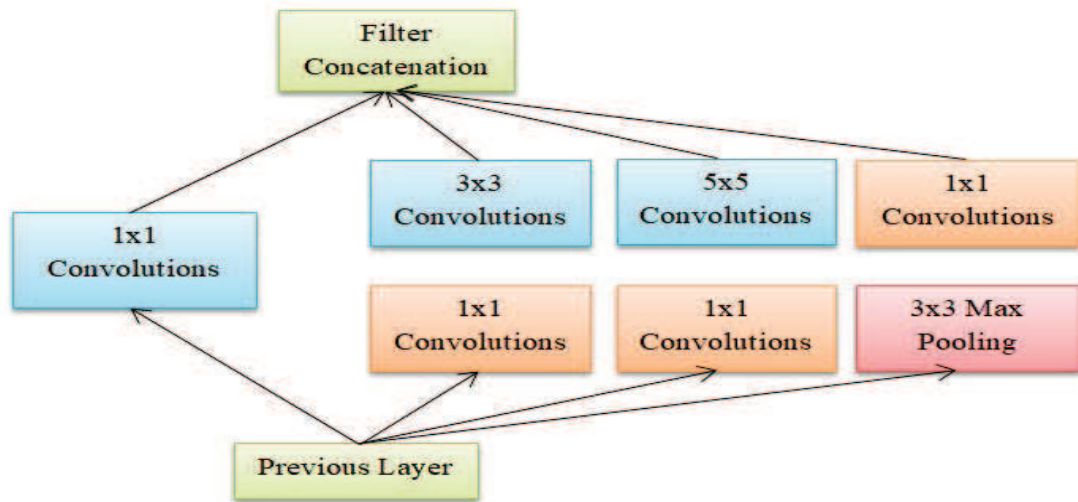 Filter
Concatenation
3x3
Convolutions
5x5
Convolutions
1x1
Convolutions
1x1
Convolutions
1x1
Convolutions
1x1
Convolutions
3x3 Max
Pooling
Previous Layer